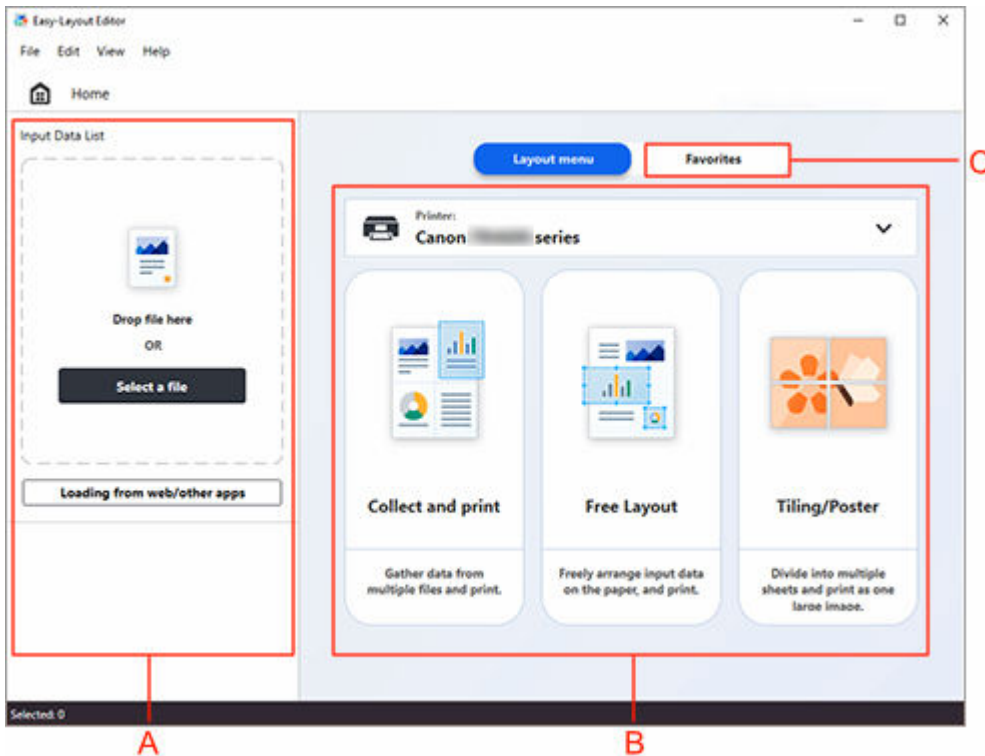 Easy-Layout Editor
File Edit View Help
Home
Input Data List
Drop file here
OR
Select a file
Loading from web/other apps
Layout menu
Favorites
C
Printer:
Canon series
Collect and print
Gather data from
multiple files and print.
Free Layout
Freely arrange input data
on the paper, and print.
Tiling/Poster
Divide into multiple
sheets and print as one
large image.
Selected: 0
A
B